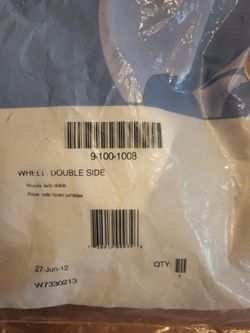 9-100-1008
WHEEL, DOUBLE SIDE
Rueda, lado doble
27-Jun-12
QTY:
1
W7330213